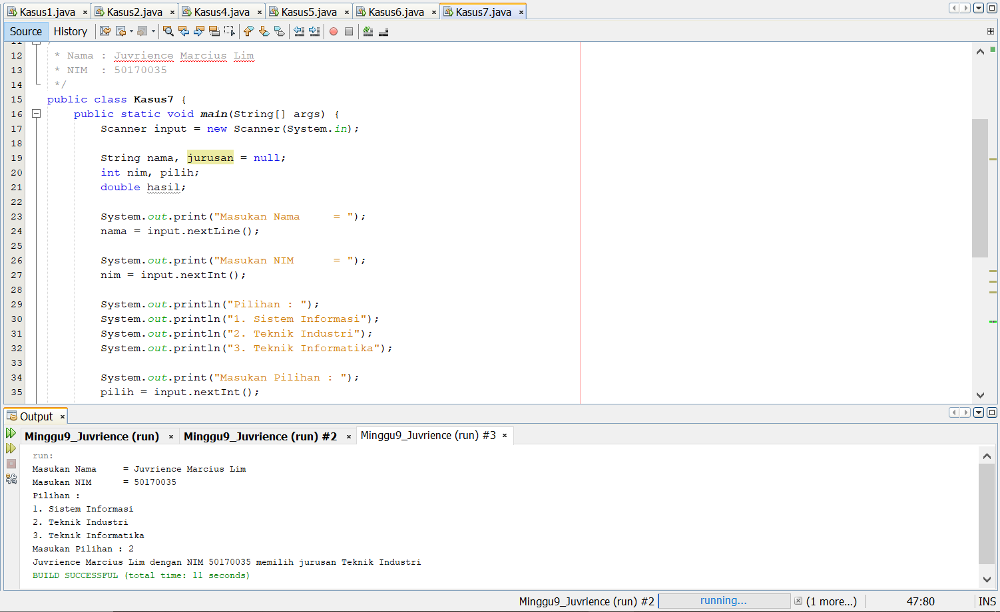 Kasus1.java × Kasus2.java × Kasus4.java × Kasus5.java × Kasus6.java × Kasus7.java ×
Source History
11
12 * Nama : Juvrience Marcius Lim
13 * NIM  : 50170035
14 */
15 public class Kasus7 {
16     public static void main(String[] args) {
17         Scanner input = new Scanner(System.in);
18
19         String nama, jurusan = null;
20         int nim, pilih;
21         double hasil;
22
23         System.out.print("Masukan Nama     = ");
24         nama = input.nextLine();
25
26         System.out.print("Masukan NIM      = ");
27         nim = input.nextInt();
28
29         System.out.println("Pilihan : ");
30         System.out.println("1. Sistem Informasi");
31         System.out.println("2. Teknik Industri");
32         System.out.println("3. Teknik Informatika");
33
34         System.out.print("Masukan Pilihan : ");
35         pilih = input.nextInt();
Output ×
Minggu9_Juvrience (run) × Minggu9_Juvrience (run) #2 × Minggu9_Juvrience (run) #3 ×
run:
Masukan Nama     = Juvrience Marcius Lim
Masukan NIM      = 50170035
Pilihan :
1. Sistem Informasi
2. Teknik Industri
3. Teknik Informatika
Masukan Pilihan : 2
Juvrience Marcius Lim dengan NIM 50170035 memilih jurusan Teknik Industri
BUILD SUCCESSFUL (total time: 11 seconds)
Minggu9_Juvrience (run) #2 running... (1 more...) 47:80 INS